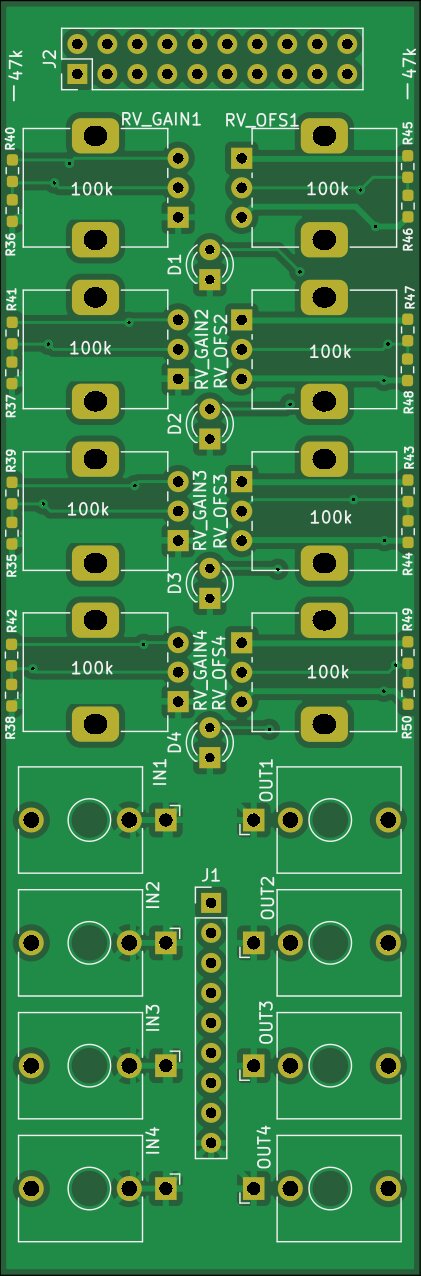 J2
47k
47k
RV_GAIN1
RV_OFS1
R40
R45
100k
100k
R36
R46
D1
R41
R47
RV_GAIN2
RV_OFS2
100k
100k
R37
R48
D2
R39
R43
RV_GAIN3
RV_OFS3
100k
100k
R35
R44
D3
R42
R49
RV_GAIN4
RV_OFS4
100k
100k
R38
R50
D4
IN1
OUT1
J1
IN2
OUT2
IN3
OUT3
IN4
OUT4